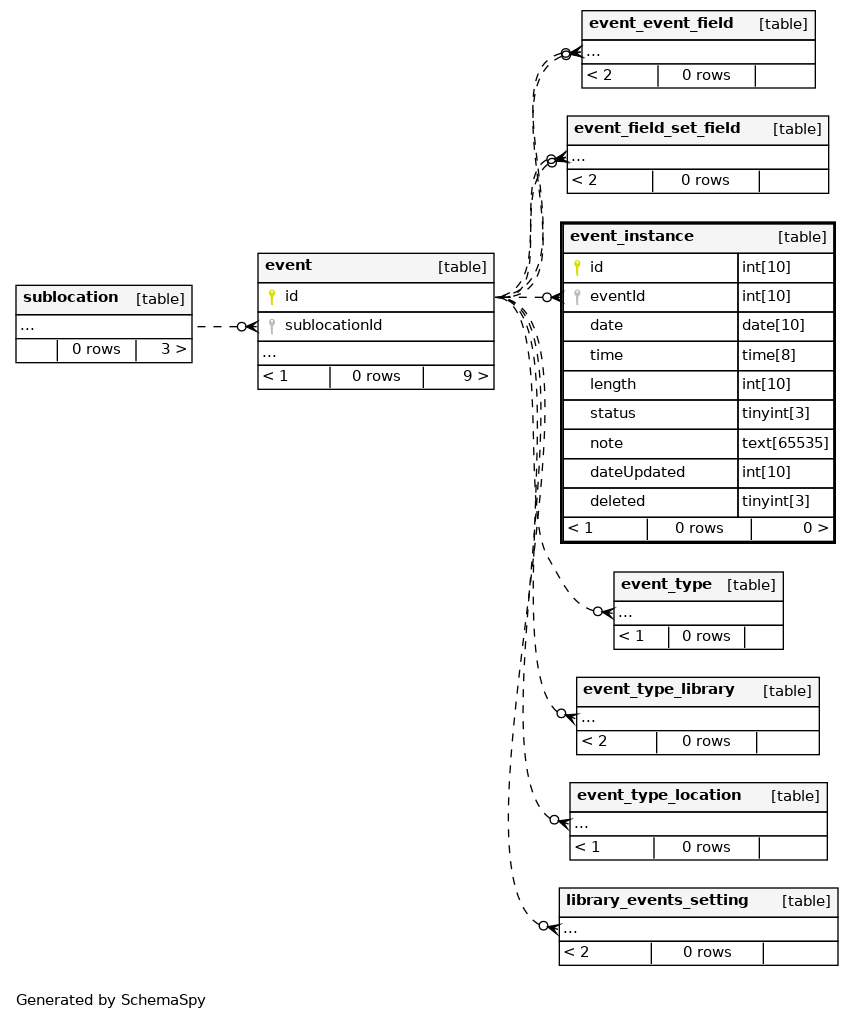 event_event_field [table]
...
< 2 0 rows
event_field_set_field [table]
...
< 2 0 rows
sublocation [table]
...
0 rows 3 >
event [table]
id
sublocationId
...
< 1 0 rows 9 >
event_instance [table]
id int[10]
eventId int[10]
date date[10]
time time[8]
length int[10]
status tinyint[3]
note text[65535]
dateUpdated int[10]
deleted tinyint[3]
< 1 0 rows 0 >
event_type [table]
...
< 1 0 rows
event_type_library [table]
...
< 2 0 rows
event_type_location [table]
...
< 1 0 rows
library_events_setting [table]
...
< 2 0 rows
Generated by SchemaSpy